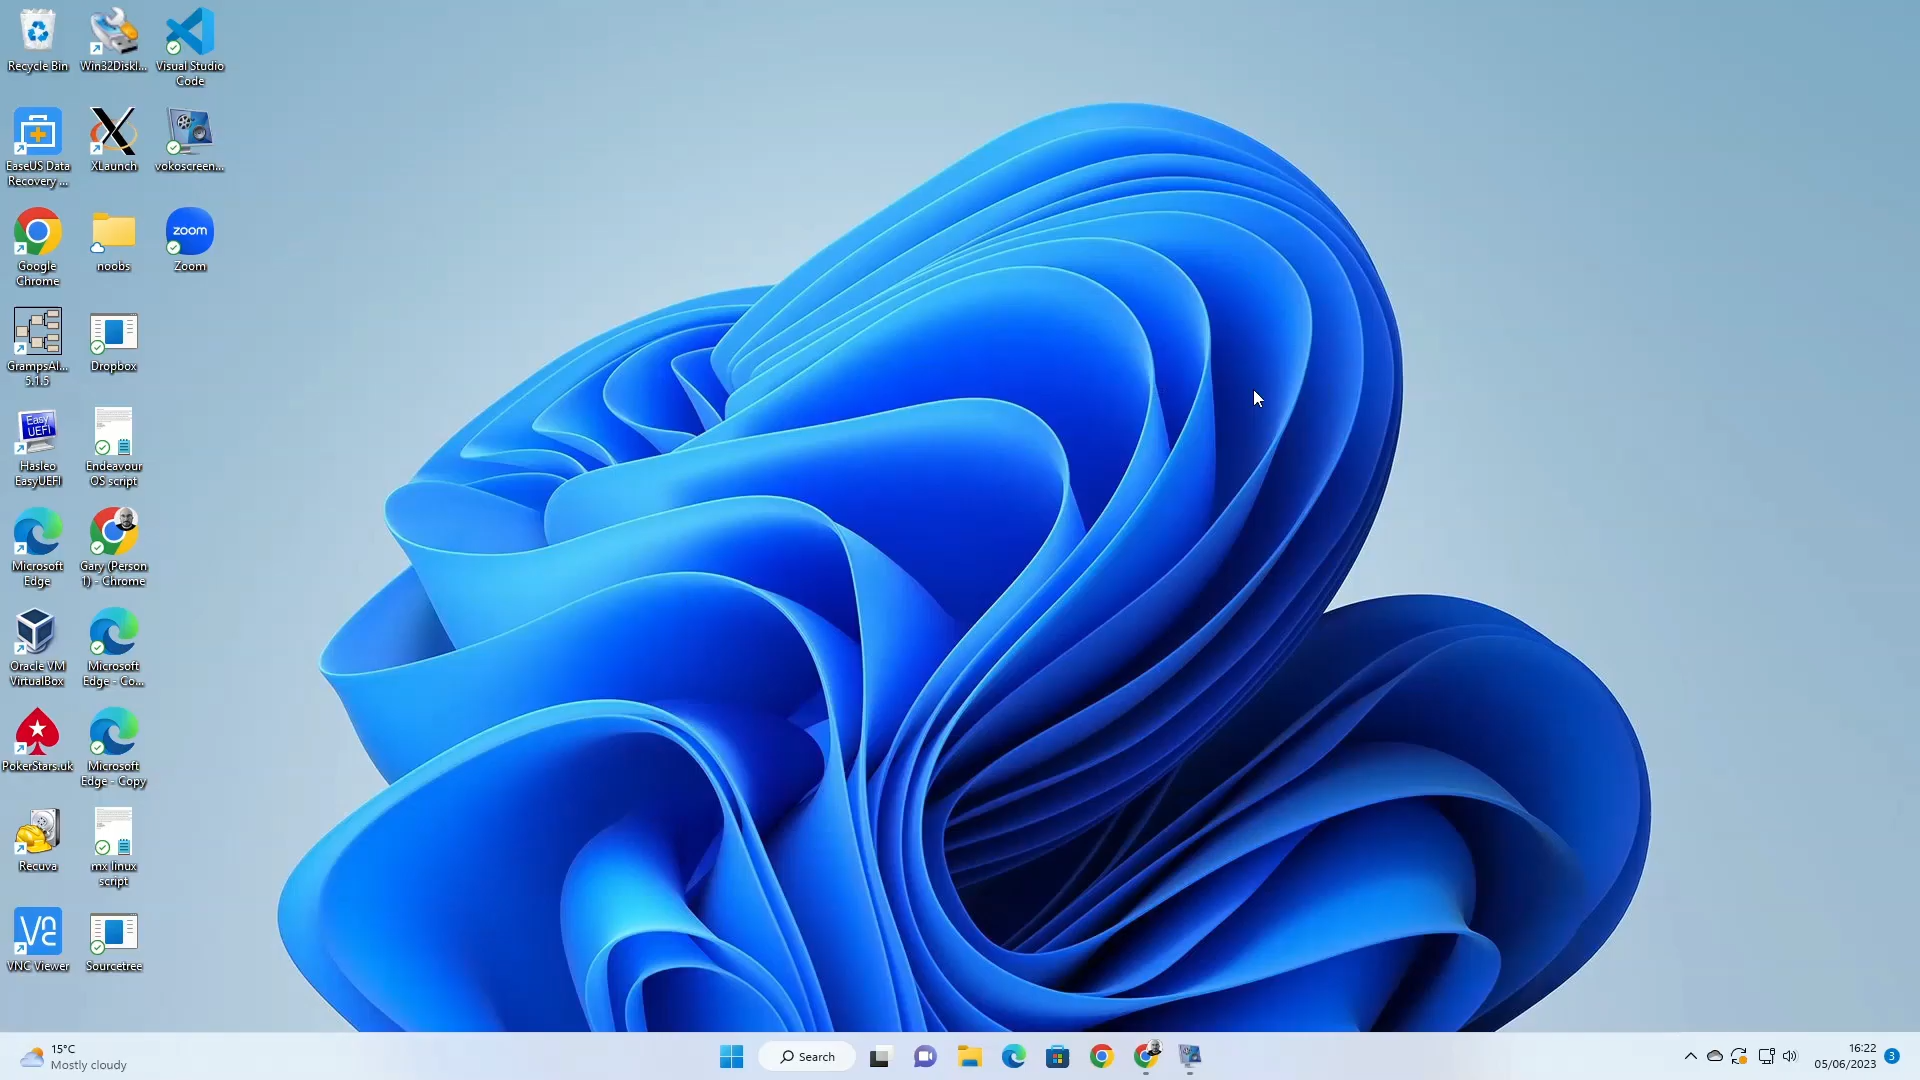 Recycle Bin
Win32DiskI...
Visual Studio
Code
EaseUS Data
Recovery ...
XLaunch
vokoscreen...
Google
Chrome
noobs
zoom
Zoom
GrampsAI...
5.1.5
Dropbox
Easy
UEFI
Hasleo
EasyUEFI
Endeavour
OS script
Microsoft
Edge
Gary (Person
1) - Chrome
Oracle VM
VirtualBox
Microsoft
Edge - Co...
PokerStars.uk
Microsoft
Edge - Copy
Recuva
mx linux
script
VNC Viewer
Sourcetree
15°C
Mostly cloudy
Search
16:22
05/06/2023
3